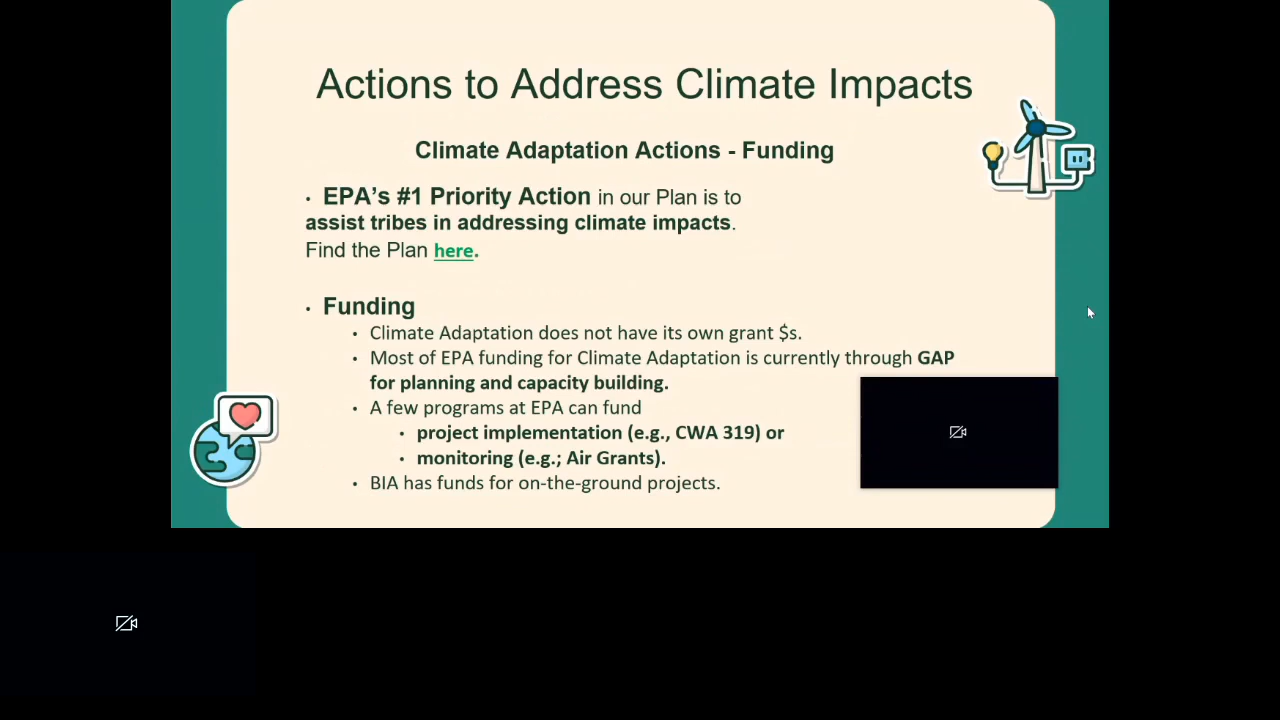 Actions to Address Climate Impacts
Climate Adaptation Actions - Funding
• EPA’s #1 Priority Action in our Plan is to
assist tribes in addressing climate impacts.
Find the Plan here.
• Funding
• Climate Adaptation does not have its own grant $s.
• Most of EPA funding for Climate Adaptation is currently through GAP
for planning and capacity building.
• A few programs at EPA can fund
• project implementation (e.g., CWA 319) or
• monitoring (e.g.; Air Grants).
• BIA has funds for on-the-ground projects.